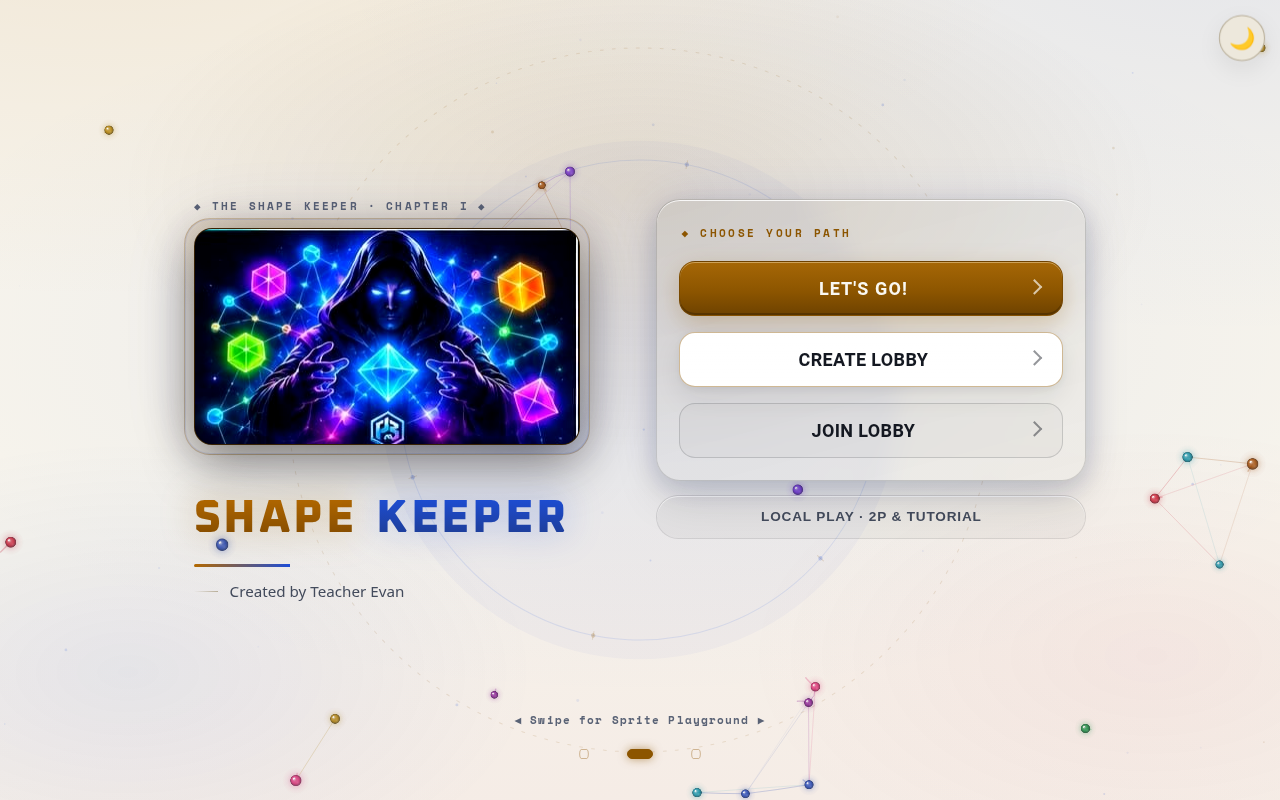 ◆ THE SHAPE KEEPER · CHAPTER I ◆
SHAPE KEEPER
Created by Teacher Evan
◆ CHOOSE YOUR PATH
LET'S GO!
CREATE LOBBY
JOIN LOBBY
LOCAL PLAY · 2P & TUTORIAL
◀ Swipe for Sprite Playground ▶